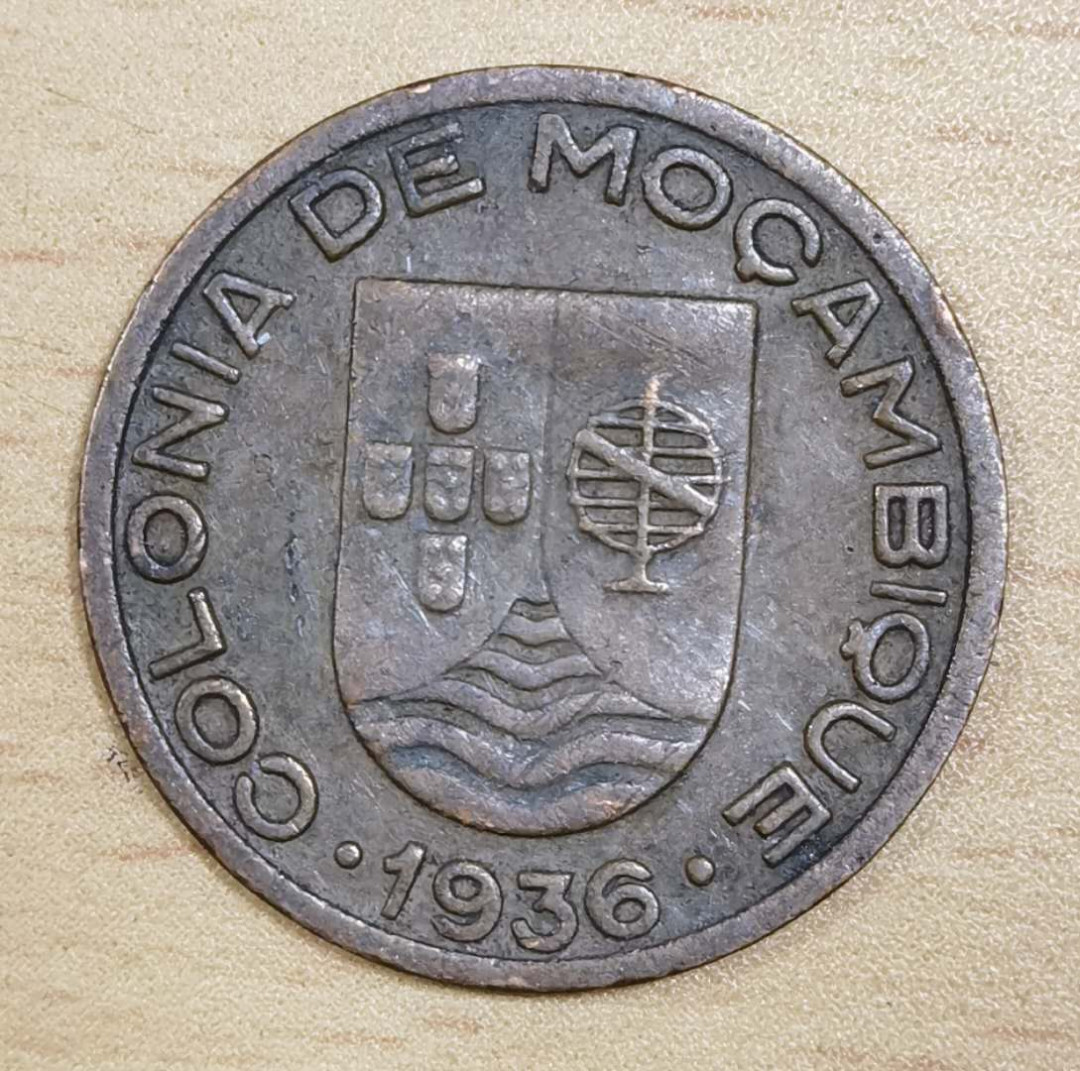 COLONIA DE MOÇAMBIQUE
· 1936 ·